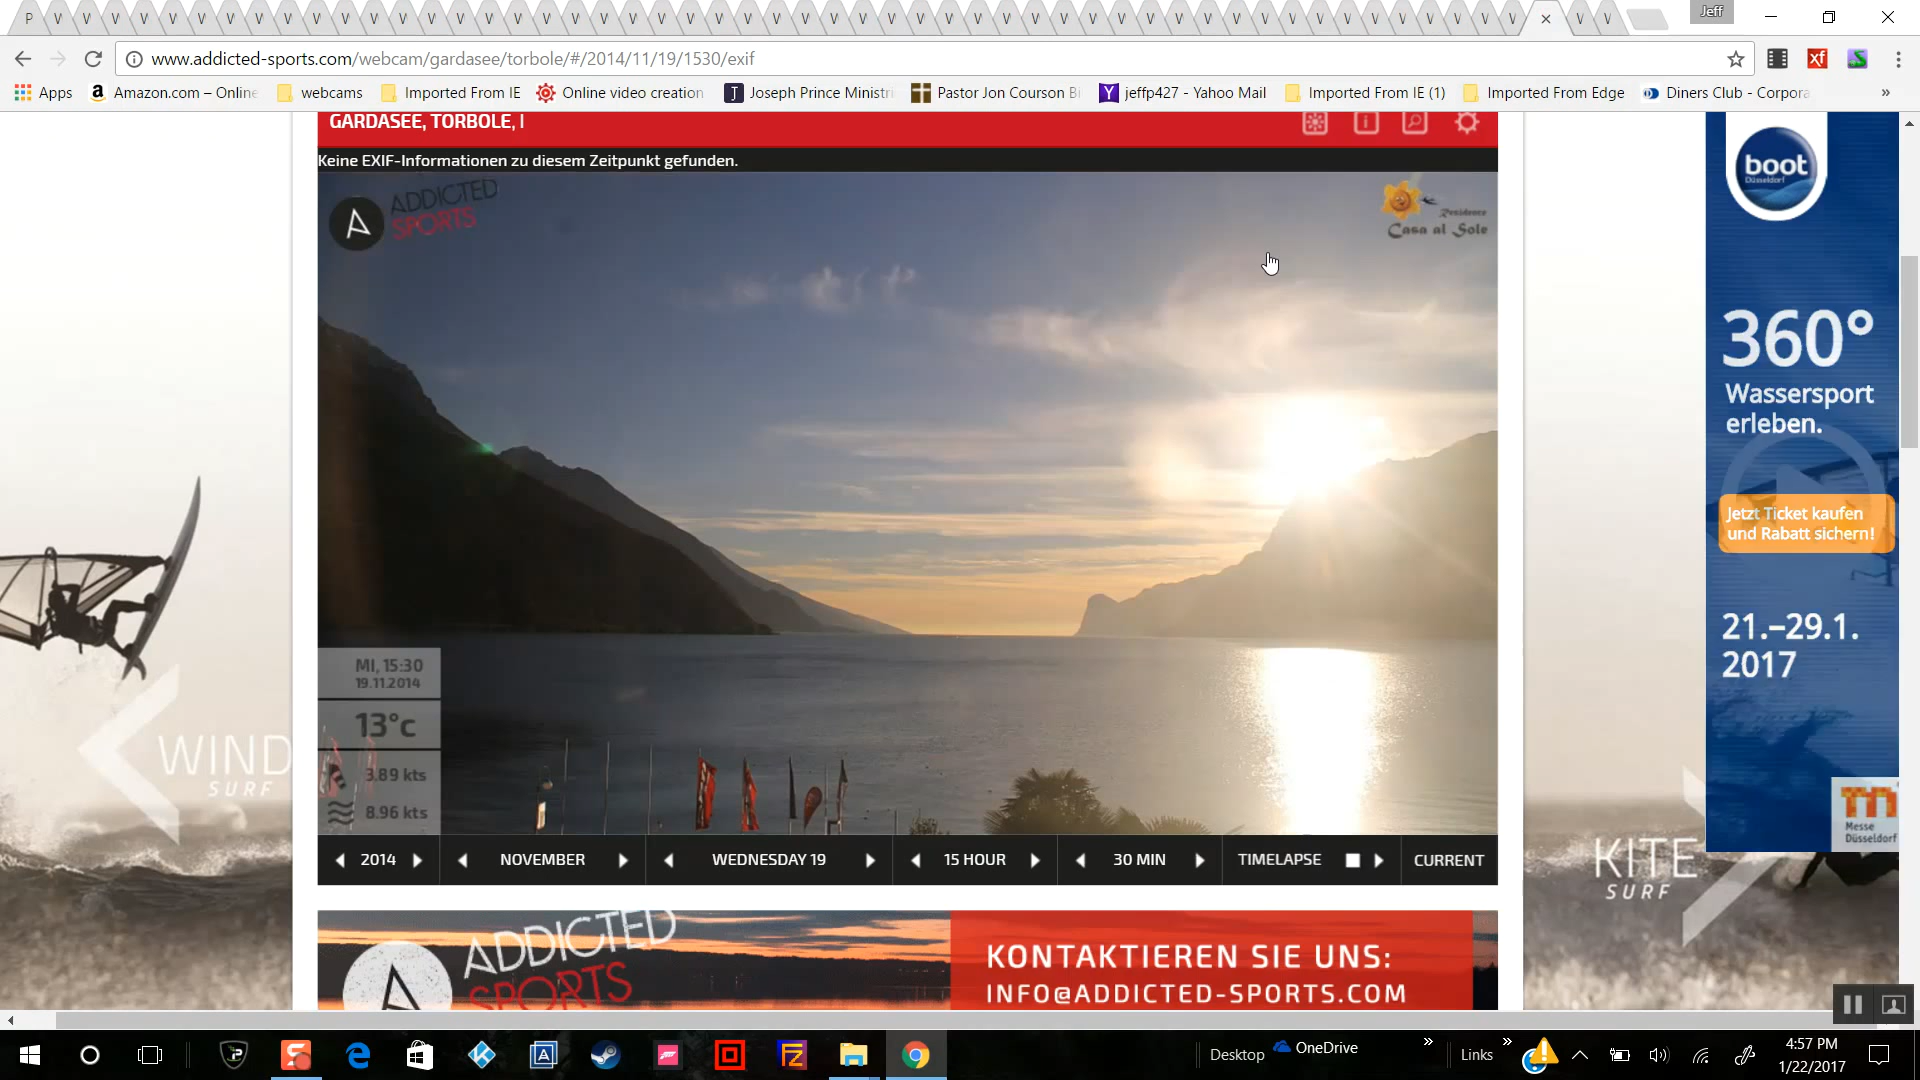 P V V V V V V V V V V V V V V V V V V V V V V V V V V V V V V V V V V V V V V V V V V V V V V V V V V V V V × V V
Jeff
www.addicted-sports.com/webcam/gardasee/torbole/#/2014/11/19/1530/exif
xf
S
Apps
a Amazon.com – Online
webcams
Imported From IE
Online video creation
J Joseph Prince Ministri
Pastor Jon Courson Bi
jeffp427 - Yahoo Mail
Imported From IE (1)
Imported From Edge
Diners Club - Corpora
»
GARDASEE, TORBOLE, I
Keine EXIF-Informationen zu diesem Zeitpunkt gefunden.
ADDICTED
SPORTS
Residence
Casa al Sole
MI, 15:30
19.11.2014
13°c
3.89 kts
8.96 kts
2014
NOVEMBER
WEDNESDAY 19
15 HOUR
30 MIN
TIMELAPSE
CURRENT
WIND
SURF
KITE
SURF
boot
Düsseldorf
360°
Wassersport
erleben.
Jetzt Ticket kaufen
und Rabatt sichern!
21.–29.1.
2017
Messe
Düsseldorf
ADDICTED
SPORTS
KONTAKTIEREN SIE UNS:
INFO@ADDICTED-SPORTS.COM
Desktop
OneDrive
»
Links
»
4:57 PM
1/22/2017